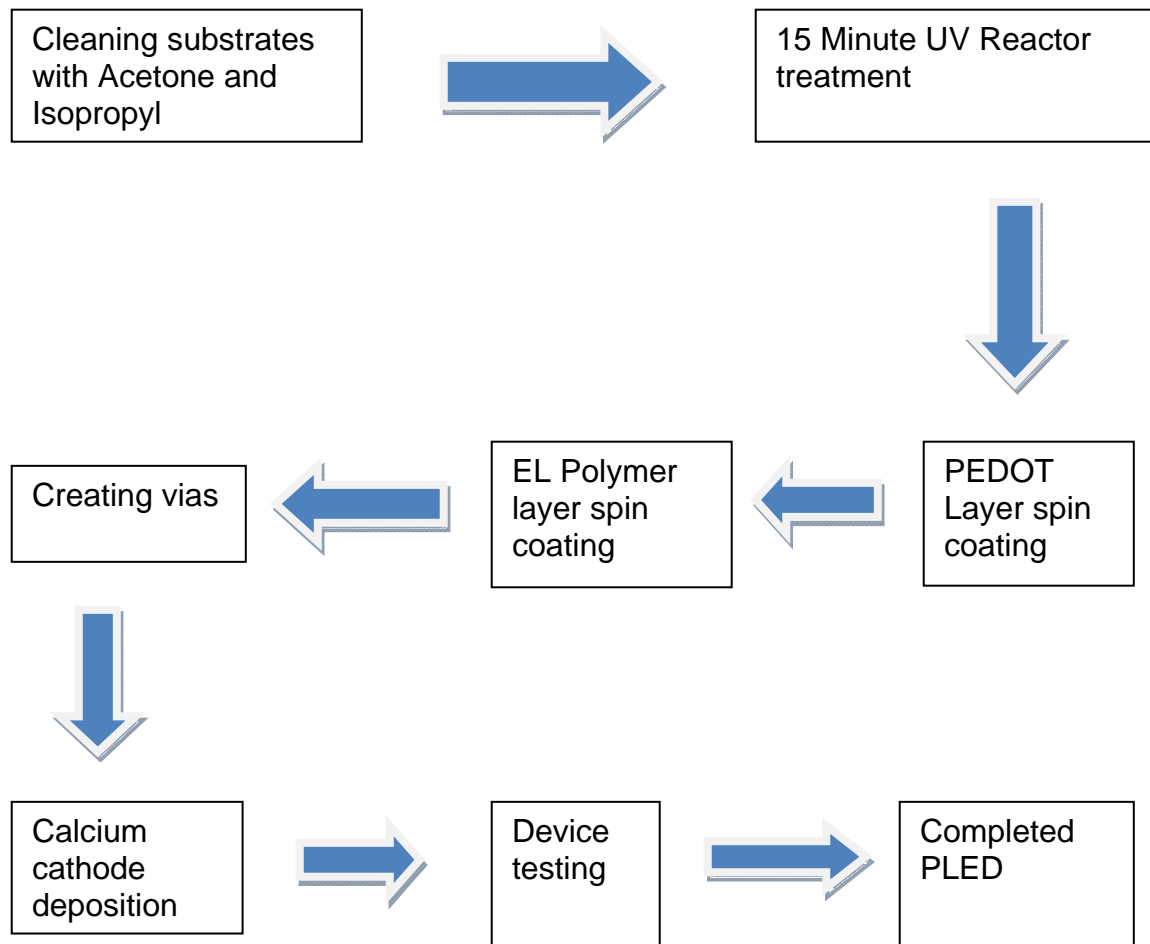 Cleaning substrates
with Acetone and
Isopropyl
15 Minute UV Reactor
treatment
PEDOT
Layer spin
coating
EL Polymer
layer spin
coating
Creating vias
Calcium
cathode
deposition
Device
testing
Completed
PLED